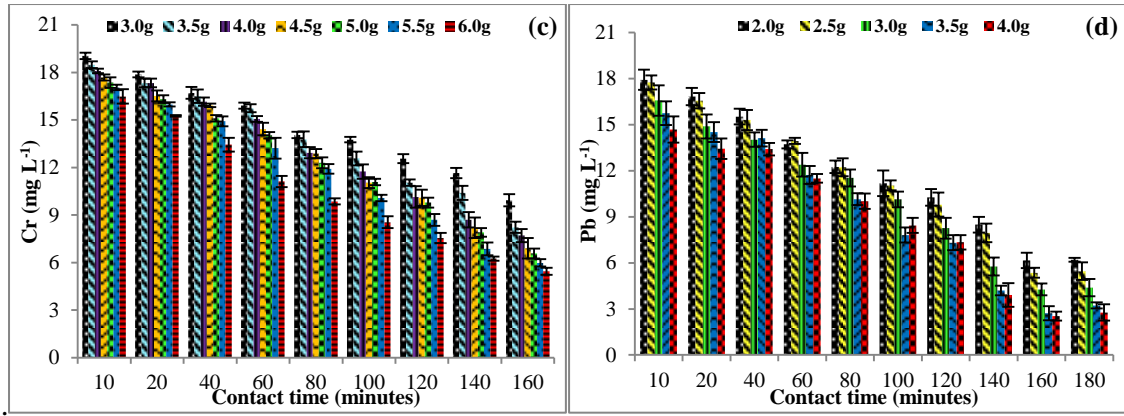 21
3.0g 3.5g 4.0g 4.5g 5.0g 5.5g 6.0g (c)
18
15
12
9
6
3
0
Cr (mg L-1)
10 20 40 60 80 100 120 140 160
Contact time (minutes)
21
2.0g 2.5g 3.0g 3.5g 4.0g (d)
18
15
12
9
6
3
0
Pb (mg L-1)
10 20 40 60 80 100 120 140 160 180
Contact time (minutes)
.